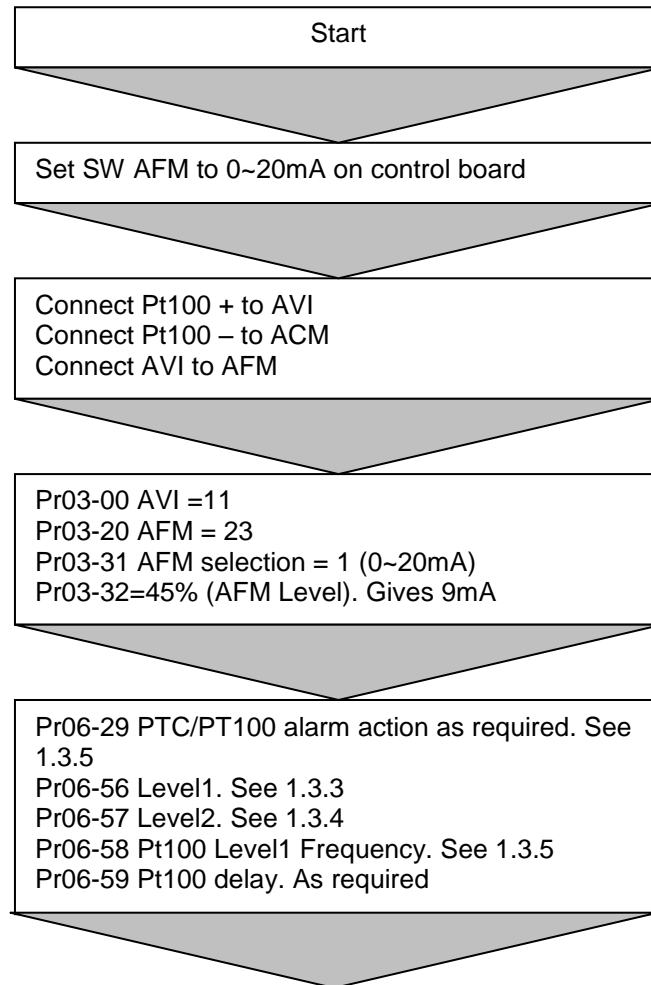 Start
Set SW AFM to 0~20mA on control board
Connect Pt100 + to AVI
Connect Pt100 – to ACM
Connect AVI to AFM
Pr03-00 AVI =11
Pr03-20 AFM = 23
Pr03-31 AFM selection = 1 (0~20mA)
Pr03-32=45% (AFM Level). Gives 9mA
Pr06-29 PTC/PT100 alarm action as required. See
1.3.5
Pr06-56 Level1. See 1.3.3
Pr06-57 Level2. See 1.3.4
Pr06-58 Pt100 Level1 Frequency. See 1.3.5
Pr06-59 Pt100 delay. As required